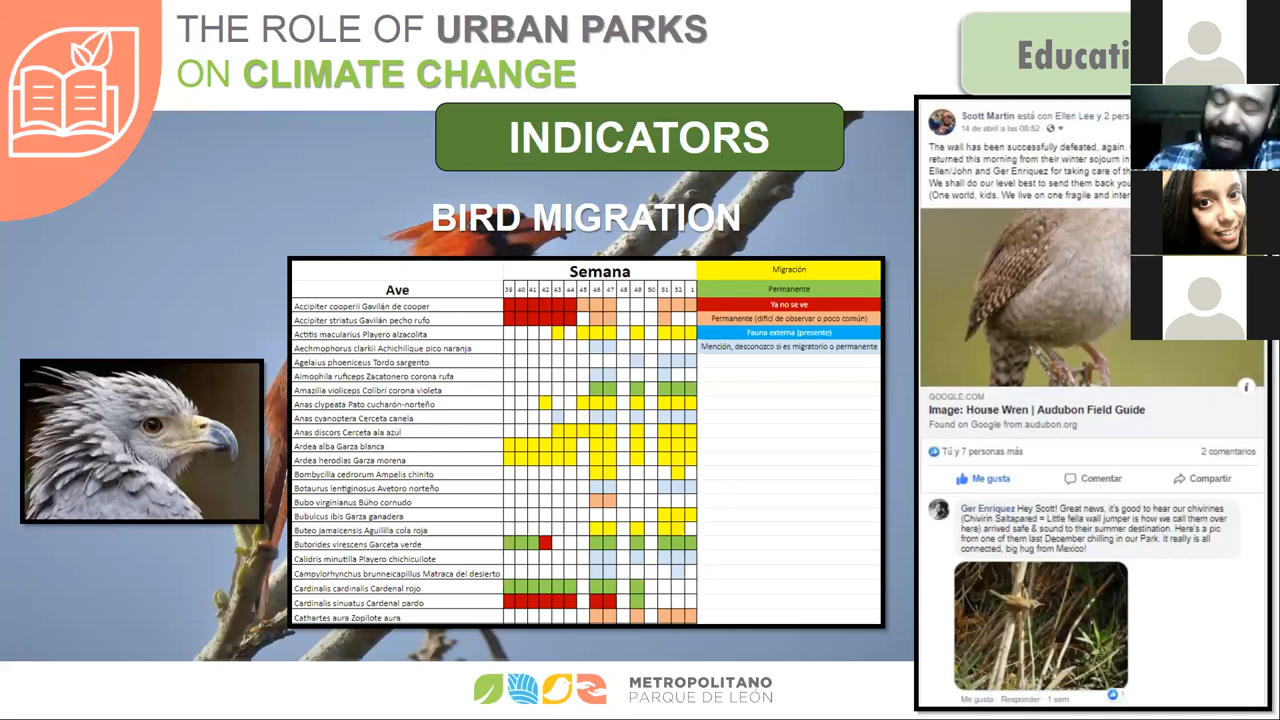 THE ROLE OF URBAN PARKS
ON CLIMATE CHANGE
INDICATORS
BIRD MIGRATION
Semana
Ave
39 40 41 42 43 44 45 46 47 48 49 50 51 52 1
Accipiter cooperii Gavilán de cooper
Accipiter striatus Gavilán pecho rufo
Actitis macularius Playero alzacolita
Aechmophorus clarkii Achichilique pico naranja
Agelaius phoeniceus Tordo sargento
Aimophila ruficeps Zacatonero corona rufa
Amazilia violiceps Colibri corona violeta
Anas clypeata Pato cucharón-norteño
Anas cyanoptera Cerceta canela
Anas discors Cerceta ala azul
Ardea alba Garza blanca
Ardea herodias Garza morena
Bombycilla cedrorum Ampelis chinito
Botaurus lentiginosus Avetoro norteño
Bubo virginianus Búho cornudo
Bubulcus ibis Garza ganadera
Buteo jamaicensis Aguililla cola roja
Butorides virescens Garceta verde
Calidris minutilla Playero chichicuilote
Campylorhynchus brunneicapillus Matraca del desierto
Cardinalis cardinalis Cardenal rojo
Cardinalis sinuatus Cardenal pardo
Cathartes aura Zopilote aura
Migración
Permanente
Ya no se ve
Permanente (difícil de observar o poco común)
Fauna externa (presente)
Mención, desconozco si es migratorio o permanente
METROPOLITANO
PARQUE DE LEÓN
Educati
Scott Martin está con Ellen Lee y 2 pers
14 de abril a las 08:52
The wall has been successfully defeated, again.
returned this morning from their winter sojourn in
Ellen/John and Ger Enriquez for taking care of
We shall do our level best to send them back you
(One world, kids. We live on one fragile and inter
GOOGLE.COM
Image: House Wren | Audubon Field Guide
Found on Google from audubon.org
Tú y 7 personas más
2 comentarios
Me gusta
Comentar
Compartir
Ger Enriquez Hey Scott! Great news, it's good to hear our chivirines
(Chivirin Saltapared = Little fella wall jumper is how we call them over
here) arrived safe & sound to their summer destination. Here's a pic
from one of them last December chilling in our Park. It really is all
connected, big hug from Mexico!
Me gusta Responder 1 sem
1